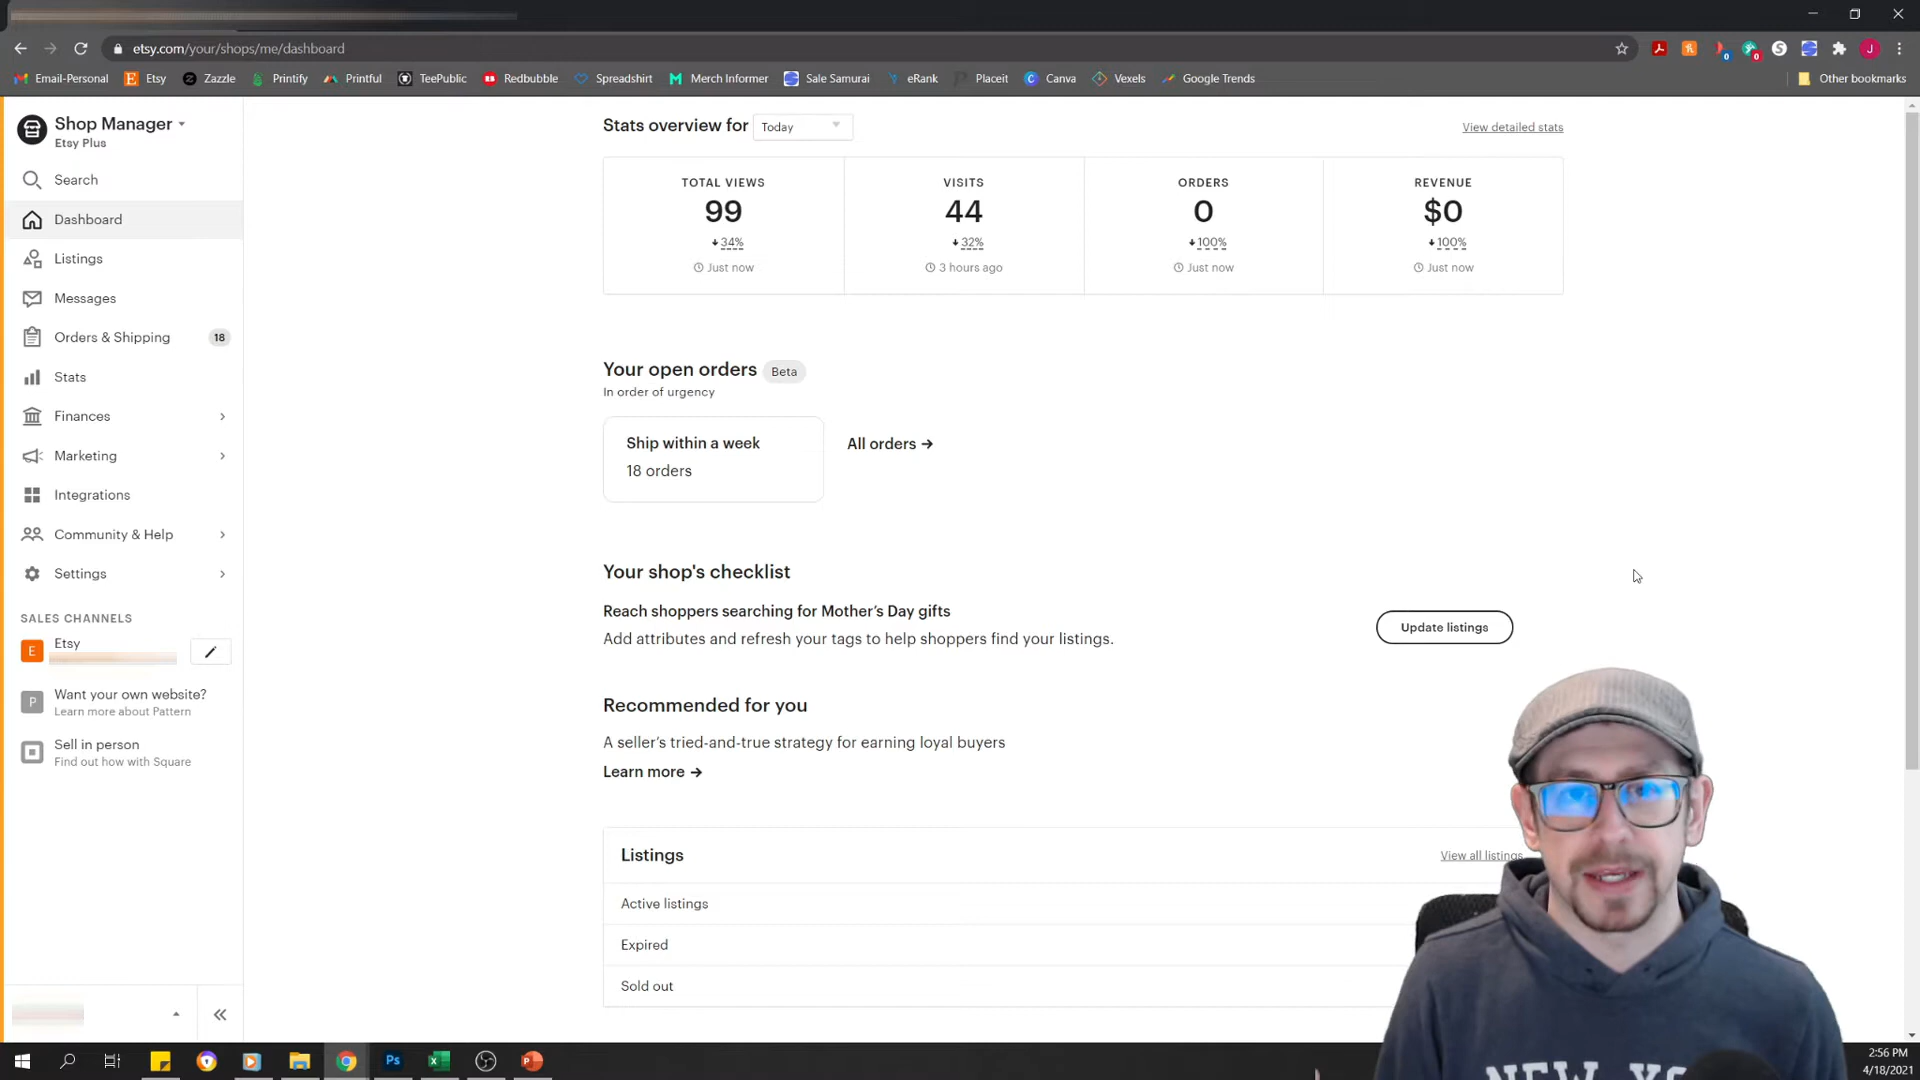 etsy.com/your/shops/me/dashboard
Email-Personal Etsy Zazzle Printify Printful TeePublic Redbubble Spreadshirt Merch Informer Sale Samurai eRank Placeit Canva Vexels Google Trends Other bookmarks
Shop Manager
Etsy Plus
Search
Dashboard
Listings
Messages
Orders & Shipping 18
Stats
Finances
Marketing
Integrations
Community & Help
Settings
SALES CHANNELS
E Etsy
P Want your own website?
Learn more about Pattern
Sell in person
Find out how with Square
Stats overview for Today
View detailed stats
TOTAL VIEWS
99
34%
Just now
VISITS
44
32%
3 hours ago
ORDERS
0
100%
Just now
REVENUE
$0
100%
Just now
Your open orders Beta
In order of urgency
Ship within a week
18 orders
All orders →
Your shop's checklist
Reach shoppers searching for Mother's Day gifts
Add attributes and refresh your tags to help shoppers find your listings.
Update listings
Recommended for you
A seller's tried-and-true strategy for earning loyal buyers
Learn more →
Listings
View all listings
Active listings
Expired
Sold out
NEW YO
2:56 PM
4/18/2021